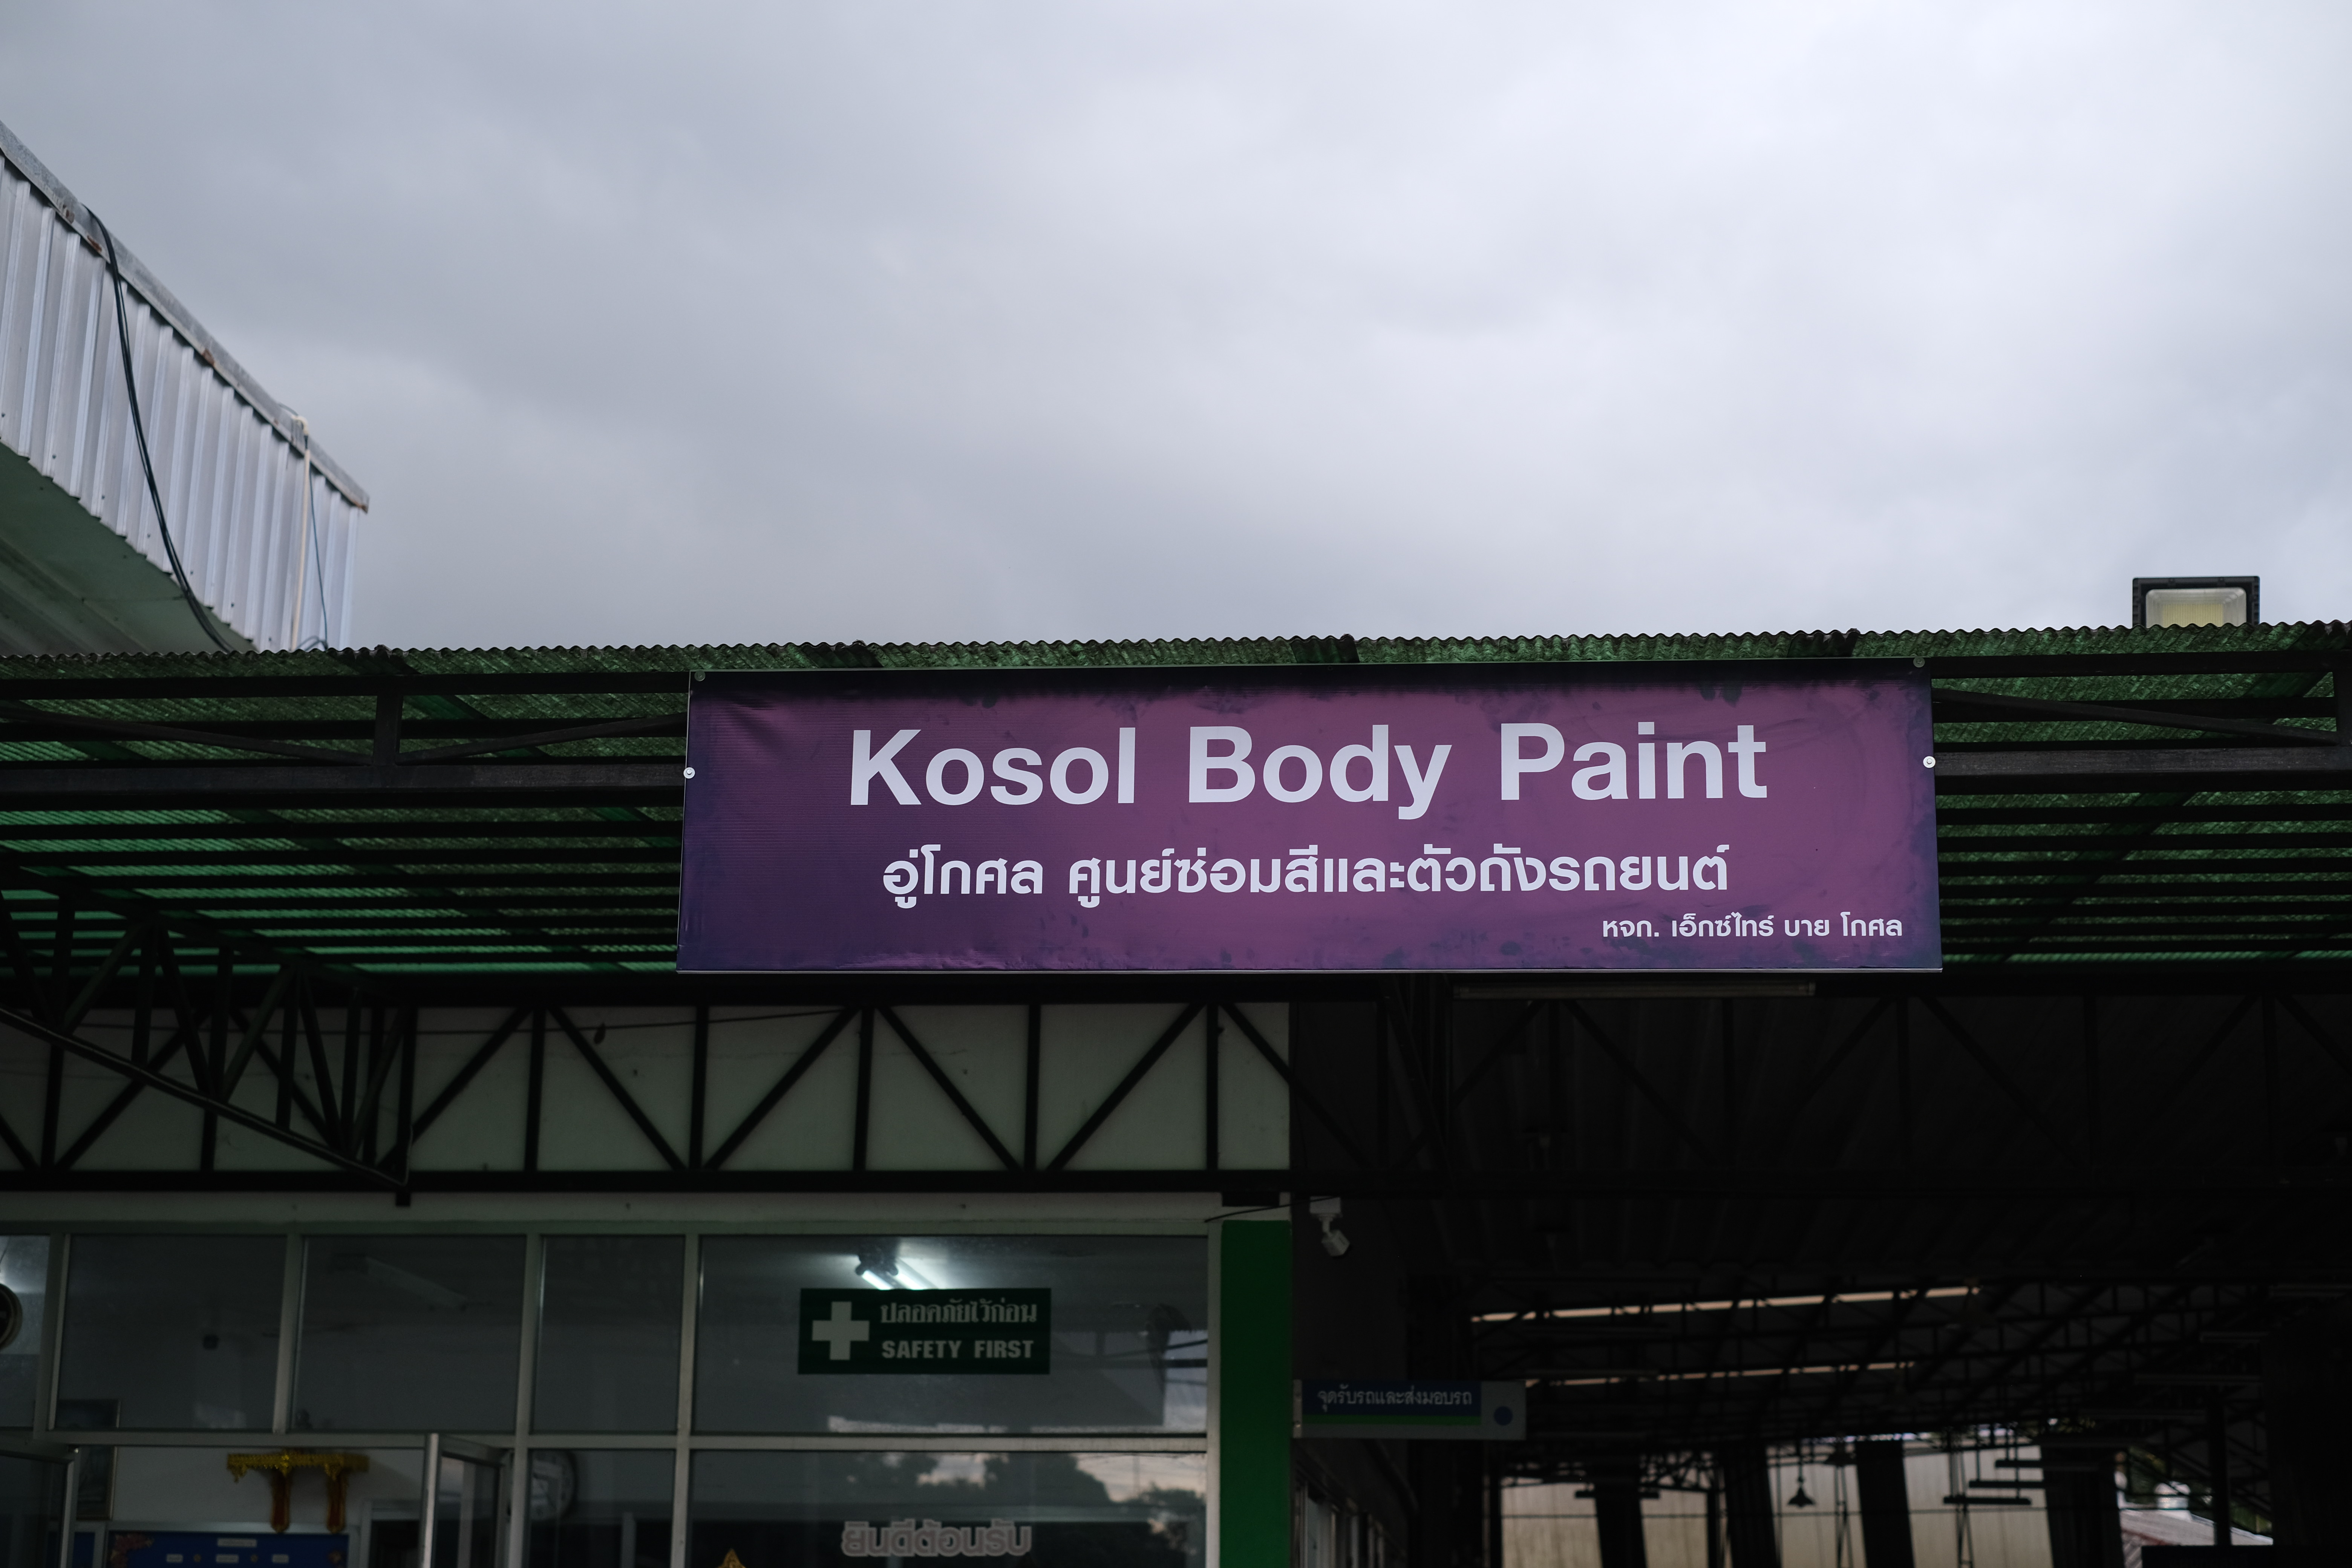 Kosol Body Paint
อู่โกศล ศูนย์ซ่อมสีและตัวถังรถยนต์
หจก. เอ็กซ์ไทร์ บาย โกศล
ปลอดภัยไว้ก่อน
SAFETY FIRST
จุดรับรถและส่งมอบรถ
ยินดีต้อนรับ